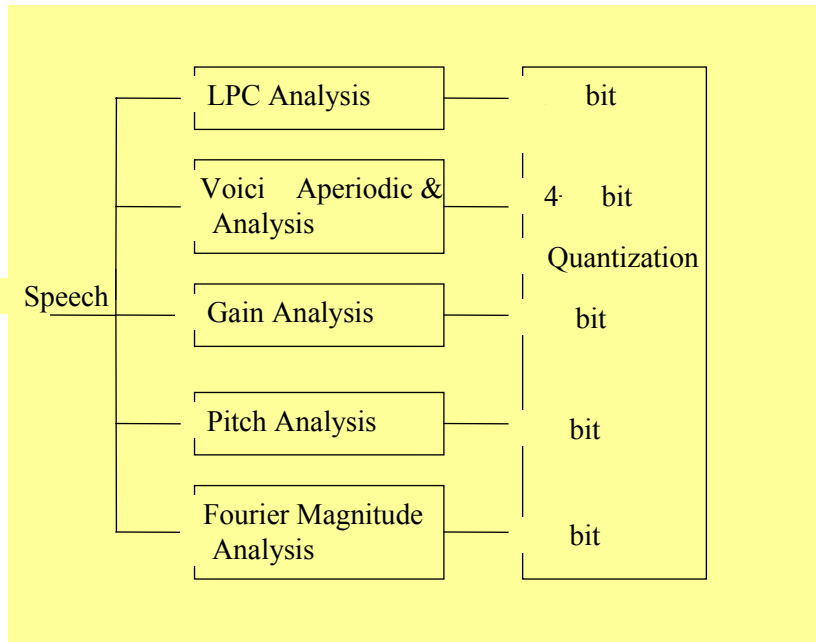 LPC Analysis
bit
Voici Aperiodic &
Analysis
4- bit
Quantization
Speech
Gain Analysis
bit
Pitch Analysis
bit
Fourier Magnitude
Analysis
bit